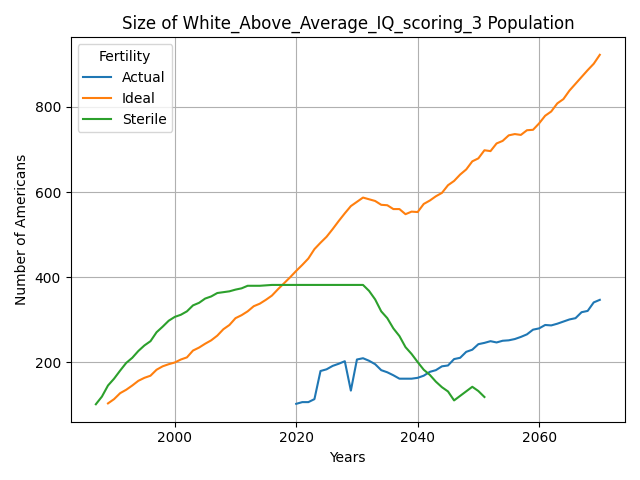 Size of White_Above_Average_IQ_scoring_3 Population
Fertility
Actual
Ideal
Sterile
Number of Americans
800
600
400
200
2000
2020
2040
2060
Years